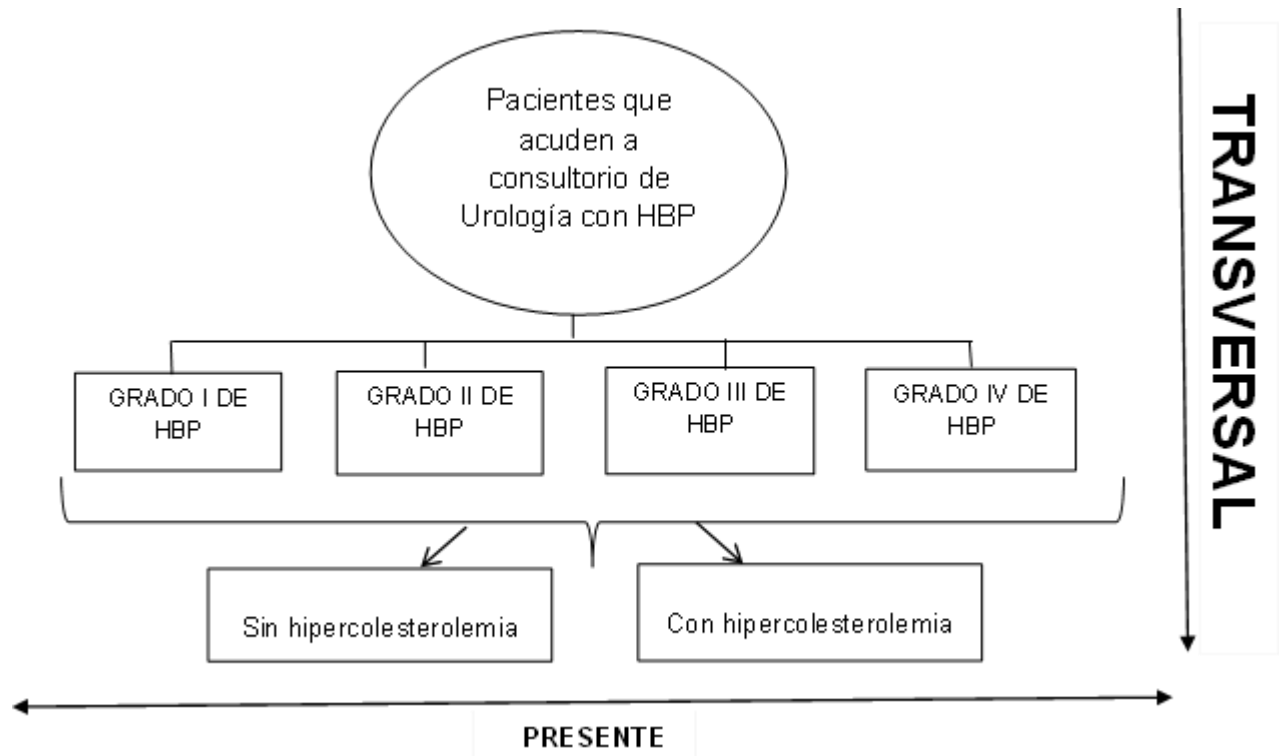 Pacientes que
acuden a
consultorio de
Urología con HBP
GRADO I DE
HBP
GRADO II DE
HBP
GRADO III DE
HBP
GRADO IV DE
HBP
Sin hipercolesterolemia
Con hipercolesterolemia
TRANSVERSAL
PRESENTE